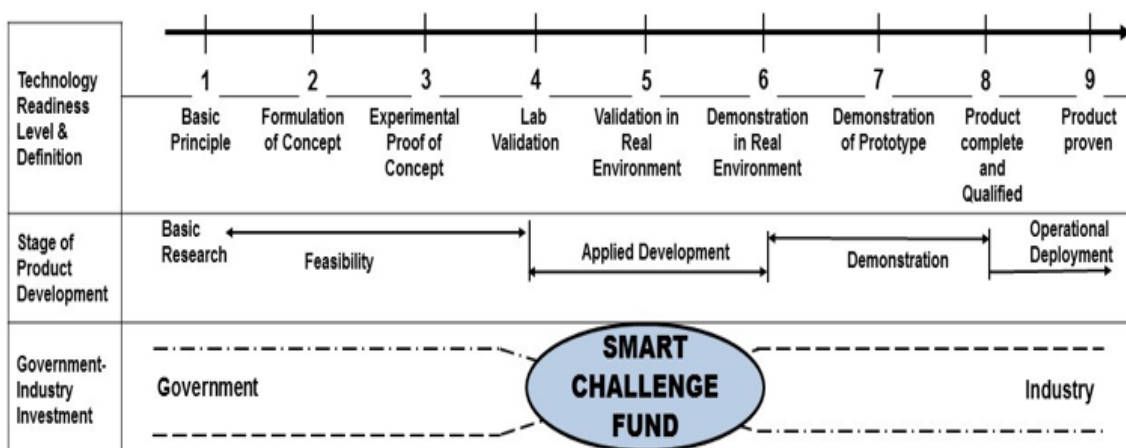 Technology
Readiness
Level &
Definition
1
2
3
4
5
6
7
8
9
Basic
Principle
Formulation
of Concept
Experimental
Proof of
Concept
Lab
Validation
Validation in
Real
Environment
Demonstration
in Real
Environment
Demonstration
of Prototype
Product
complete
and
Qualified
Product
proven
Stage of
Product
Development
Basic
Research
Feasibility
Applied Development
Demonstration
Operational
Deployment
Government-
Industry
Investment
Government
SMART
CHALLENGE
FUND
Industry